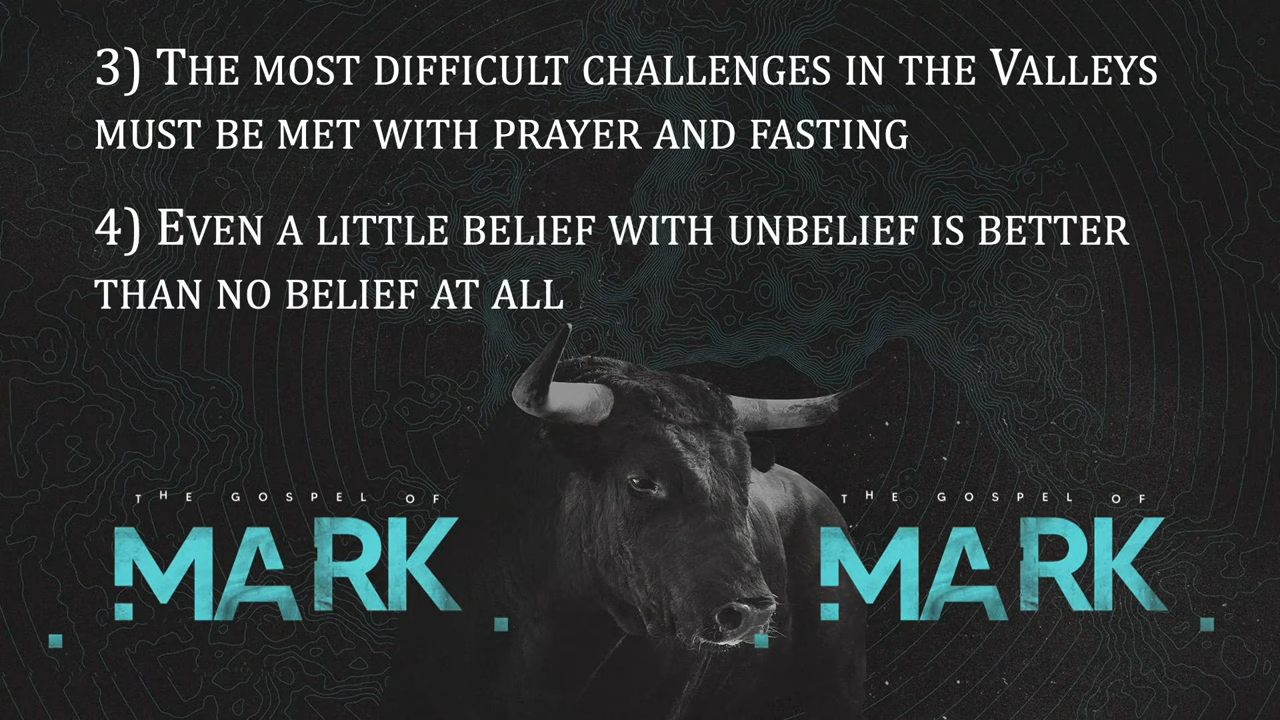 3) The most difficult challenges in the Valleys
must be met with prayer and fasting
4) Even a little belief with unbelief is better
than no belief at all
THE GOSPEL OF
MARK
THE GOSPEL OF
MARK